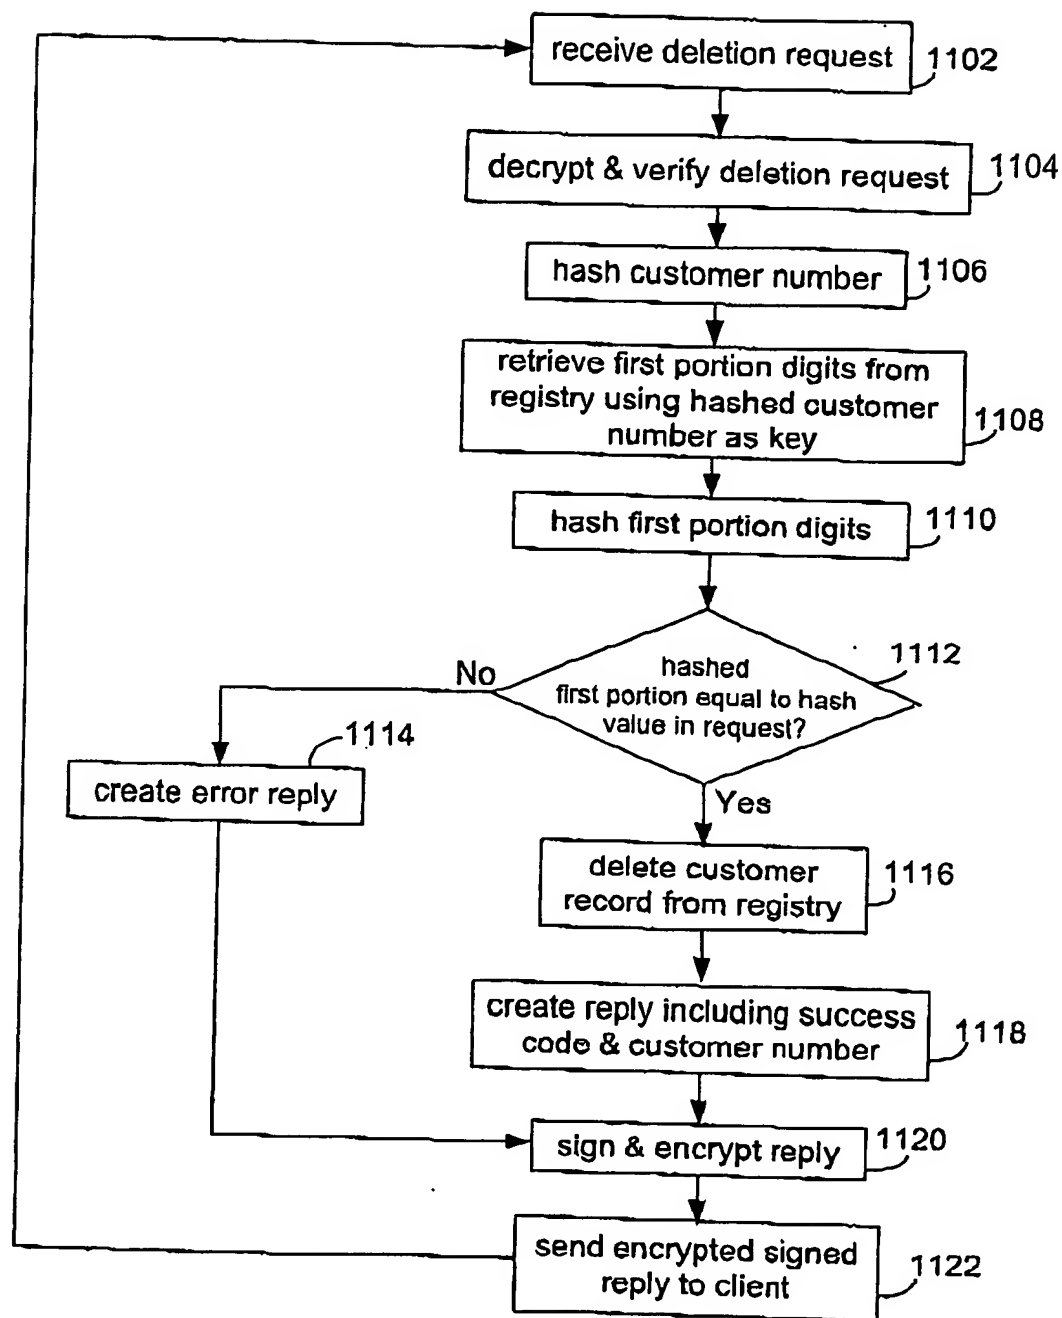 receive deletion request
1102
decrypt & verify deletion request
1104
hash customer number
1106
retrieve first portion digits from
registry using hashed customer
number as key
1108
hash first portion digits
1110
hashed
first portion equal to hash
value in request?
1112
No
1114
create error reply
Yes
delete customer
record from registry
1116
create reply including success
code & customer number
1118
sign & encrypt reply
1120
send encrypted signed
reply to client
1122